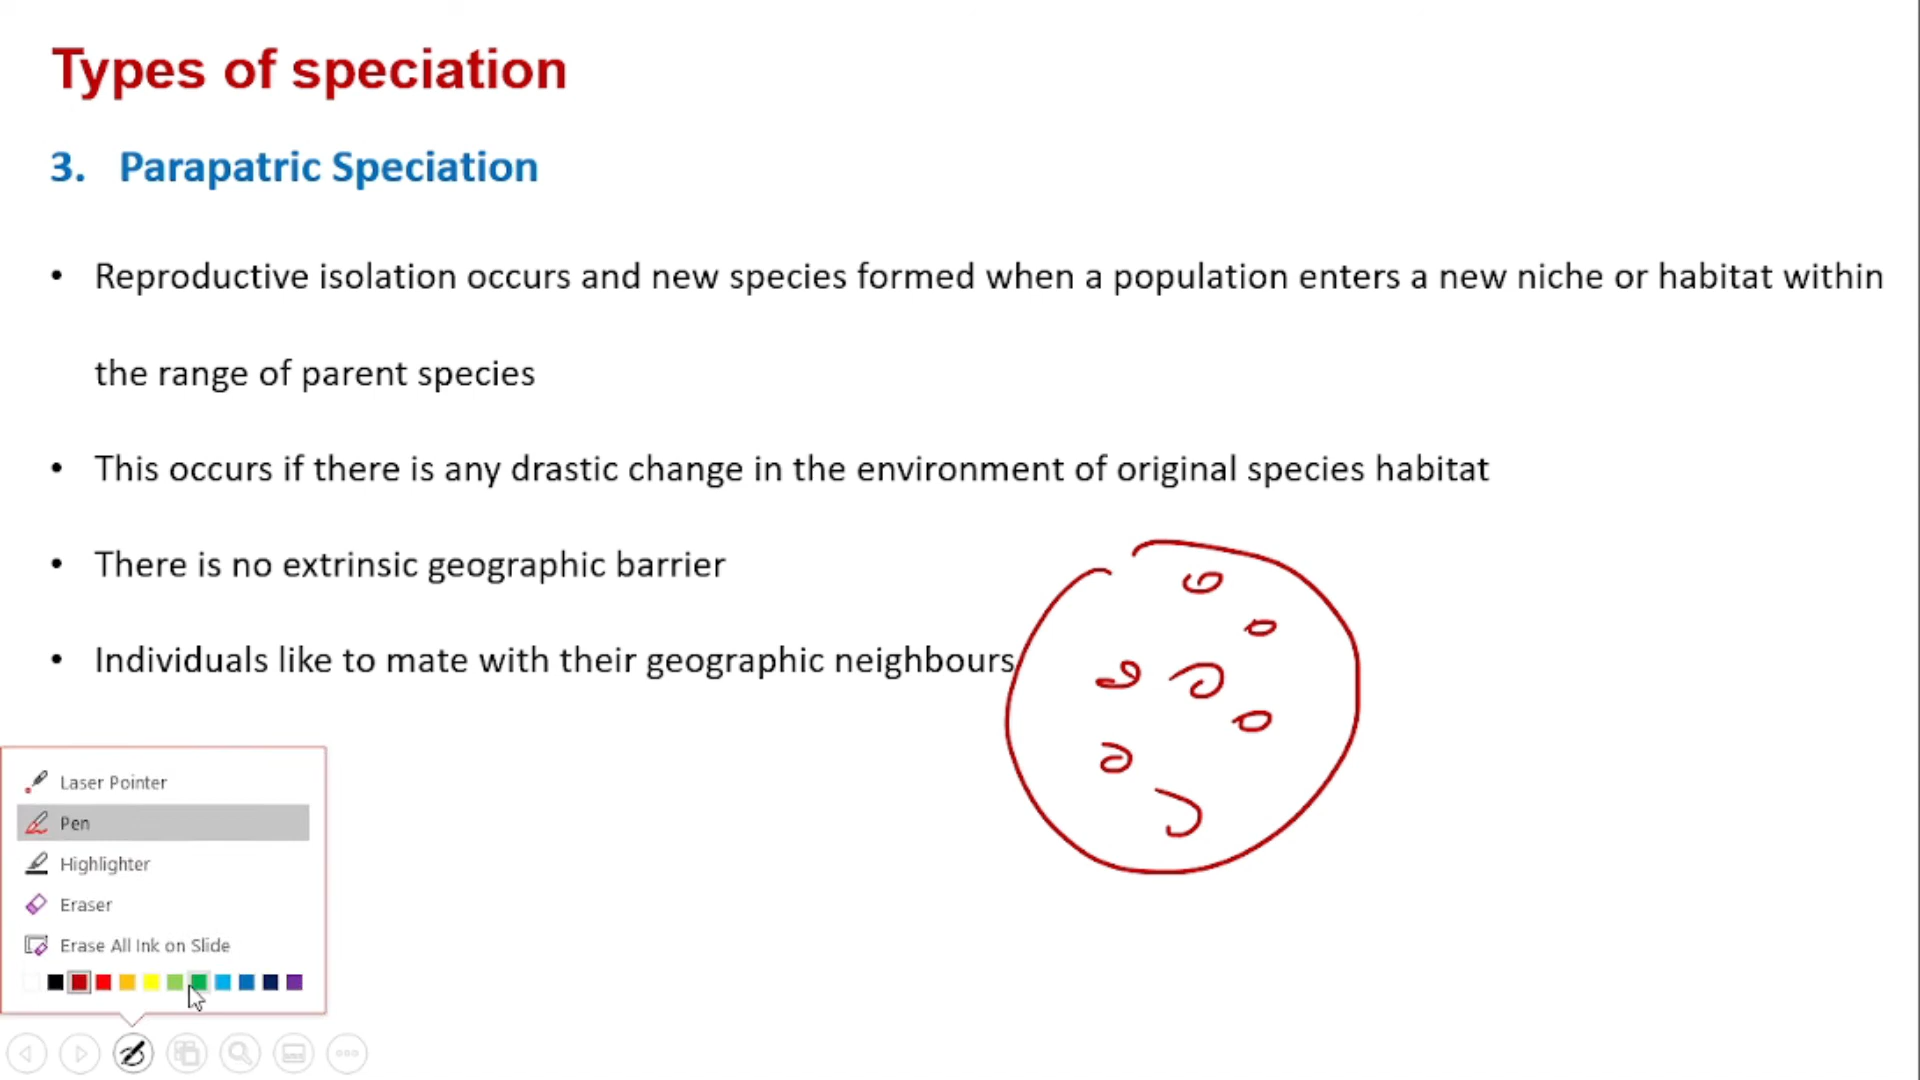 Types of speciation
3. Parapatric Speciation
• Reproductive isolation occurs and new species formed when a population enters a new niche or habitat within
the range of parent species
• This occurs if there is any drastic change in the environment of original species habitat
• There is no extrinsic geographic barrier
• Individuals like to mate with their geographic neighbours
Laser Pointer
Pen
Highlighter
Eraser
Erase All Ink on Slide